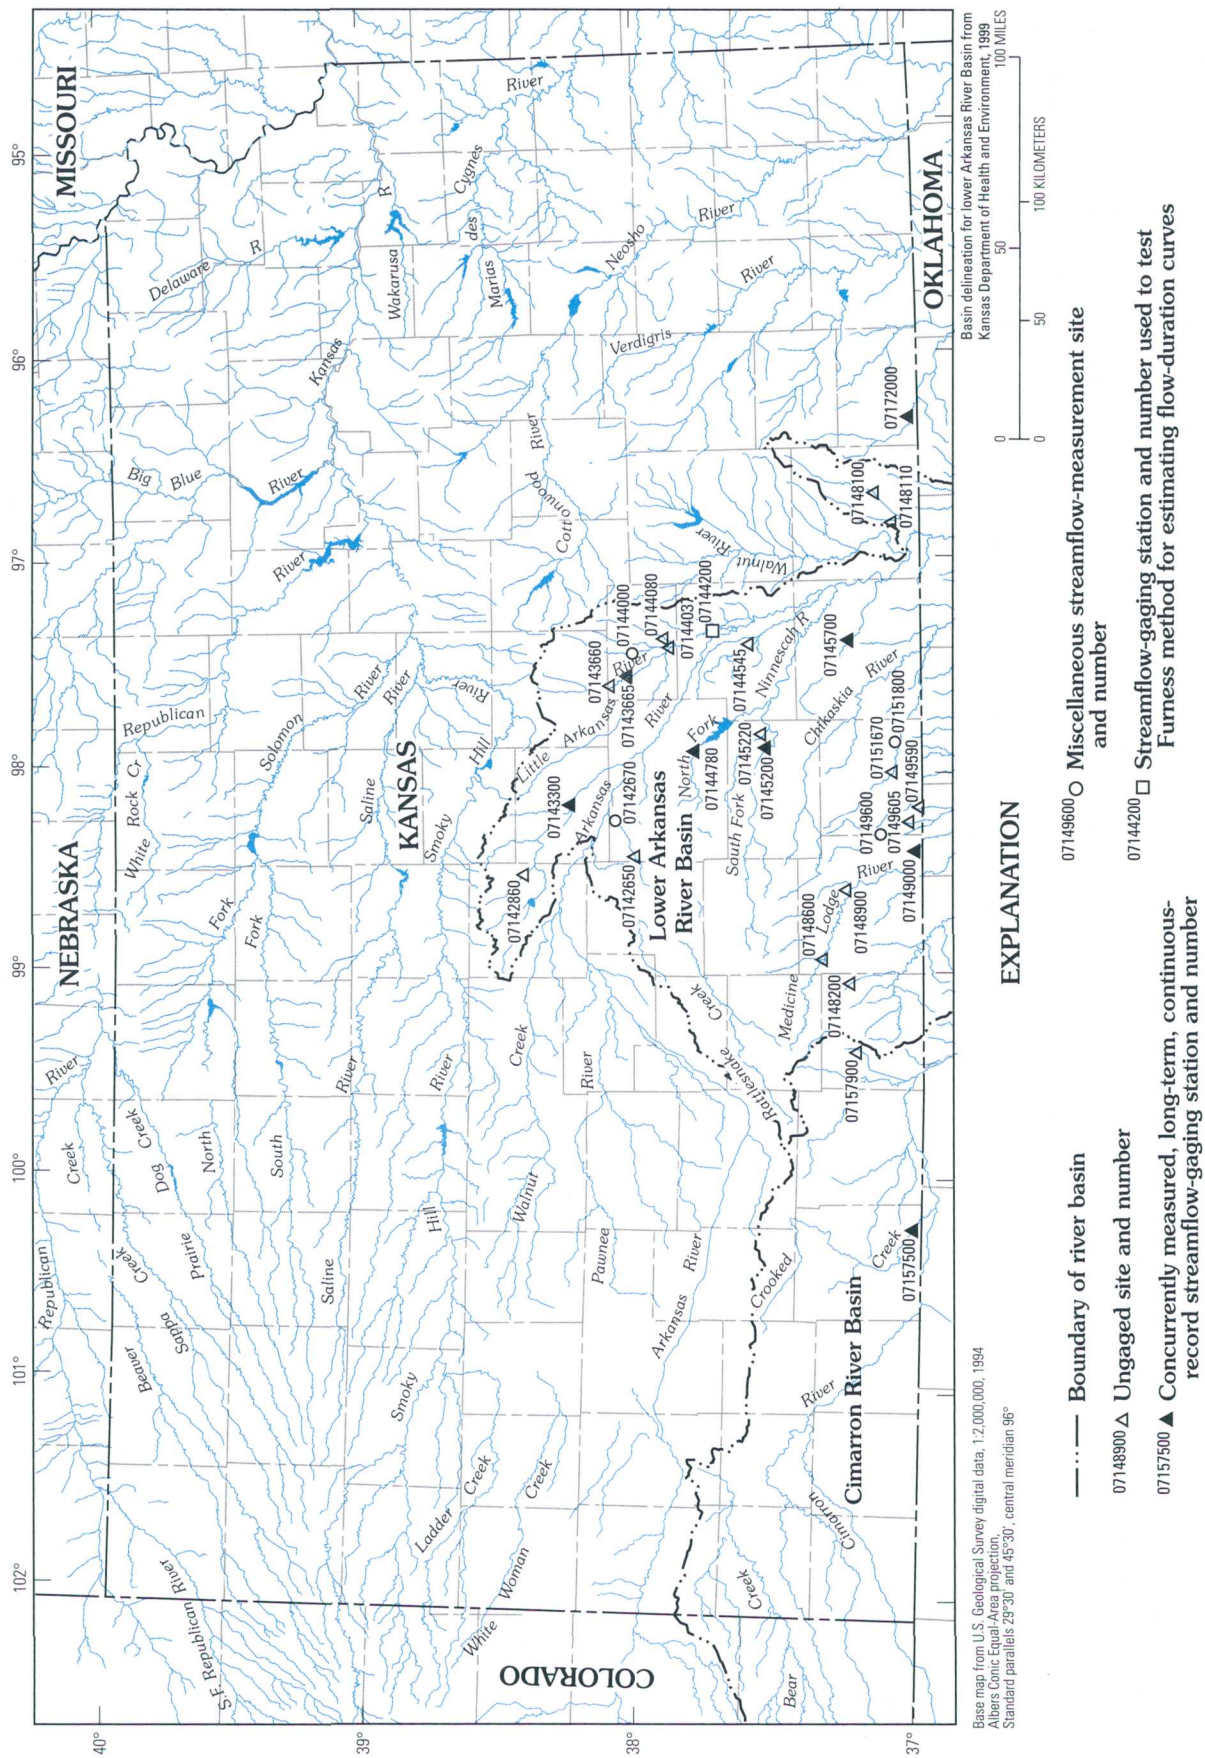 102°
101°
100°
99°
98°
97°
96°
95°
40°
39°
38°
37°
NEBRASKA
MISSOURI
COLORADO
KANSAS
OKLAHOMA
S.F. Republican River
Republican
River
Beaver
Creek
Sappa
Creek
Prairie
Dog
Creek
North
Fork
South
Fork
Solomon
River
White
Rock Cr
Republican
Big
Blue
River
River
Delaware
R
Kansas
R
Wakarusa
Saline
River
Saline
River
Smoky
Hill
River
Smoky
Hill
River
Ladder
Creek
White
Woman
Creek
Walnut
Creek
Pawnee
River
Arkansas
River
Rattlesnake
Creek
Arkansas
River
Little
Arkansas
River
Cottonwood
River
Marias
des
Cygnes
River
Neosho
River
Verdigris
River
Walnut
River
North
Fork
South Fork
Ninnescah R
Chikaskia
River
Medicine
Lodge
River
Crooked
Creek
Cimarron
River
Bear
Creek
Lower Arkansas
River Basin
Cimarron River Basin
07142860
07143300
07142670
07142650
07143660
07143665
07144000
07144080
07144037
07144200
07144545
07144780
07145220
07145200
07145700
07148100
07148110
07172000
07151670
07151800
07149600
07149605
07149590
07149000
07148600
07148900
07148200
07157900
07157500
Base map from U.S. Geological Survey digital data, 1:2,000,000, 1994
Albers Conic Equal-Area projection,
Standard parallels 29°30' and 45°30', central meridian 96°
Basin delineation for lower Arkansas River Basin from
Kansas Department of Health and Environment, 1999
0 50 100 MILES
0 50 100 KILOMETERS
EXPLANATION
Boundary of river basin
07148900 Ungaged site and number
07157500 Concurrently measured, long-term, continuous-
record streamflow-gaging station and number
07149600 Miscellaneous streamflow-measurement site
and number
07144200 Streamflow-gaging station and number used to test
Furness method for estimating flow-duration curves